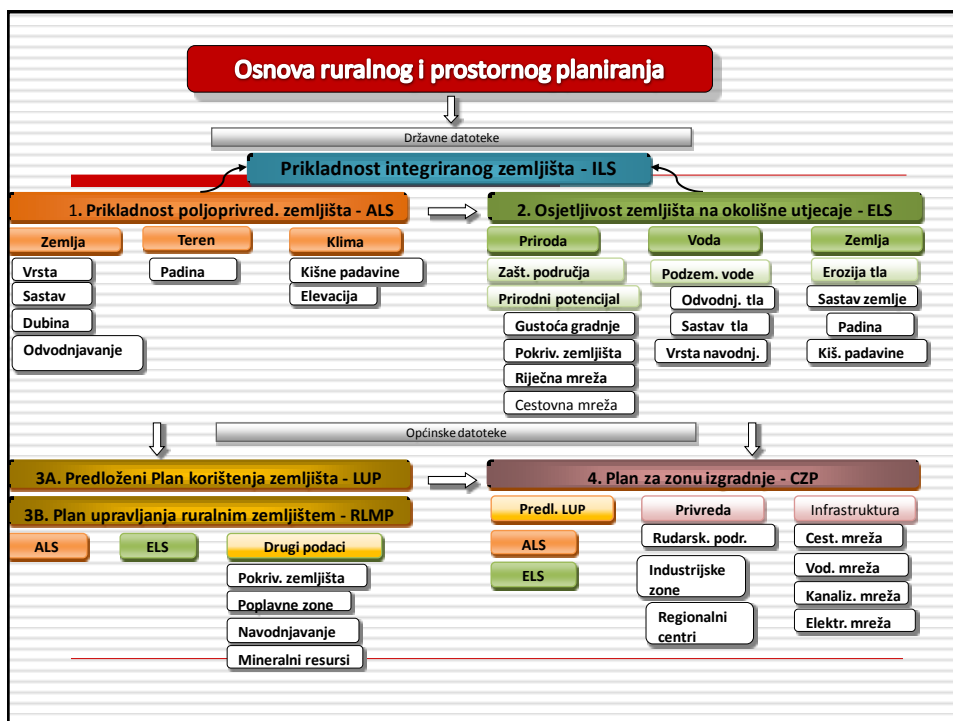 Osnova ruralnog i prostornog planiranja
Državne datoteke
Prikladnost integriranog zemljišta - ILS
1. Prikladnost poljoprivred. zemljišta - ALS
Zemlja
Teren
Klima
Vrsta
Sastav
Dubina
Odvodnjavanje
Padina
Kišne padavine
Elevacija
2. Osjetljivost zemljišta na okolišne utjecaje - ELS
Priroda
Voda
Zemlja
Zašt. područja
Prirodni potencijal
Gustoća gradnje
Pokriv. zemljišta
Riječna mreža
Cestovna mreža
Podzem. vode
Odvodnj. tla
Sastav tla
Vrsta navodnj.
Erozija tla
Sastav zemlje
Padina
Kiš. padavine
Općinske datoteke
3A. Predloženi Plan korištenja zemljišta - LUP
3B. Plan upravljanja ruralnim zemljištem - RLMP
ALS
ELS
Drugi podaci
Pokriv. zemljišta
Poplavne zone
Navodnjavanje
Mineralni resursi
4. Plan za zonu izgradnje - CZP
Predl. LUP
ALS
ELS
Privreda
Rudarsk. podr.
Industrijske
zone
Regionalni
centri
Infrastruktura
Cest. mreža
Vod. mreža
Kanaliz. mreža
Elektr. mreža